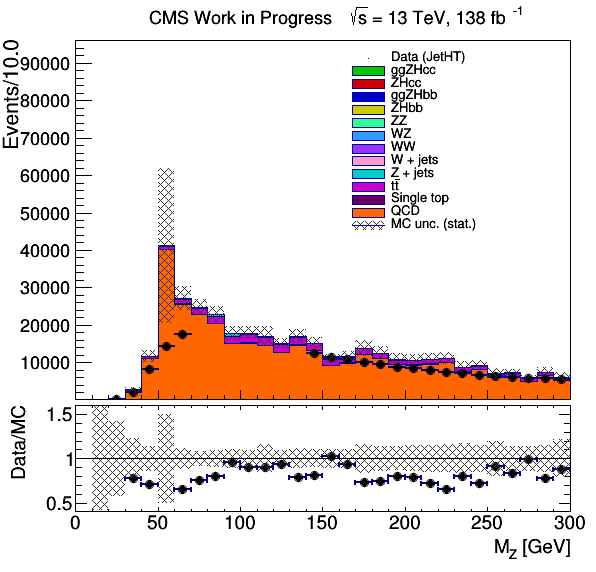 CMS Work in Progress √s = 13 TeV, 138 fb⁻¹
Events/10.0
90000
80000
70000
60000
50000
40000
30000
20000
10000
Data (JetHT)
ggZHcc
ZHcc
ggZHbb
ZHbb
ZZ
WZ
WW
W + jets
Z + jets
tt̄
Single top
QCD
MC unc. (stat.)
Data/MC
1.5
1
0.5
0 50 100 150 200 250 300
M_Z [GeV]